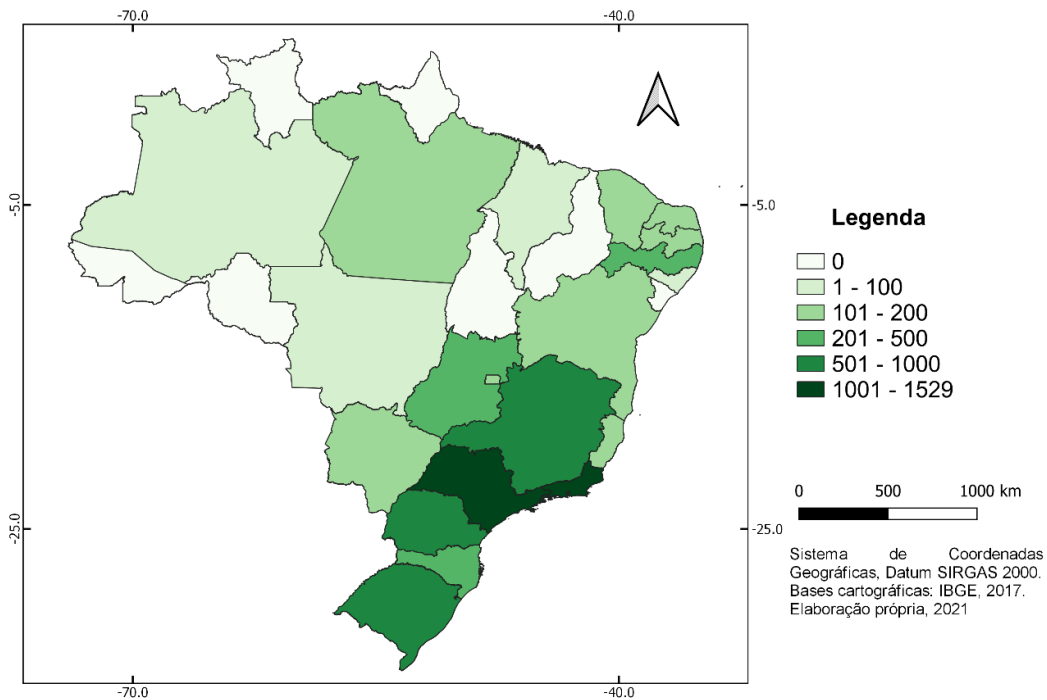 -70.0
-40.0
-5.0
-5.0
Legenda
0
1 - 100
101 - 200
201 - 500
501 - 1000
1001 - 1529
0 500 1000 km
-25.0
-25.0
Sistema de Coordenadas
Geográficas, Datum SIRGAS 2000.
Bases cartográficas: IBGE, 2017.
Elaboração própria, 2021
-70.0
-40.0